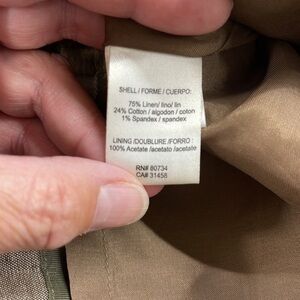 SHELL / FORME / CUERPO:
75% Linen/ lino/ lin
24% Cotton / algodon / coton
1% Spandex / spandex
LINING /DOUBLURE /FORRO :
100% Acetate /acetato /acetate
RN# 80734
CA# 31458